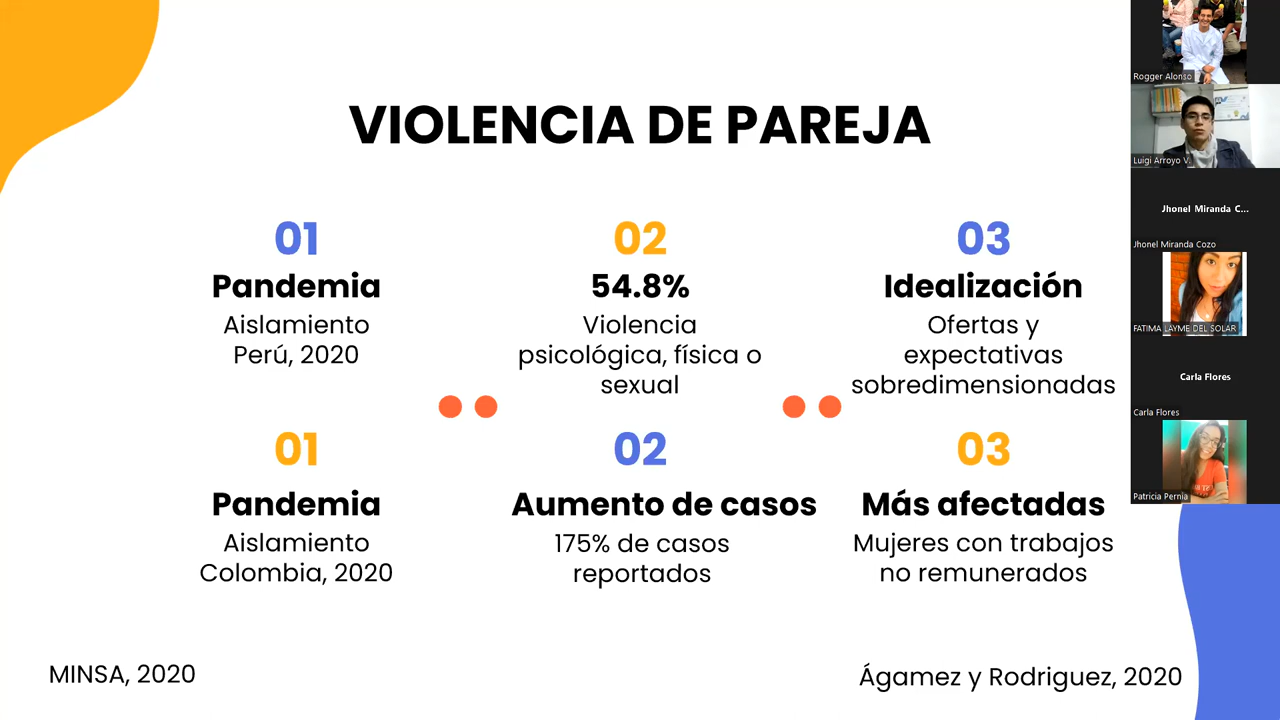 VIOLENCIA DE PAREJA
01
Pandemia
Aislamiento
Perú, 2020
02
54.8%
Violencia
psicológica, física o
sexual
03
Idealización
Ofertas y
expectativas
sobredimensionadas
01
Pandemia
Aislamiento
Colombia, 2020
02
Aumento de casos
175% de casos
reportados
03
Más afectadas
Mujeres con trabajos
no remunerados
MINSA, 2020
Ágamez y Rodriguez, 2020
Rogger Alonso
Luigi Arroyo V.
Jhonel Miranda C...
Jhonel Miranda Cozo
FATIMA LAYME DEL SOLAR
Carla Flores
Carla Flores
Patricia Pernia